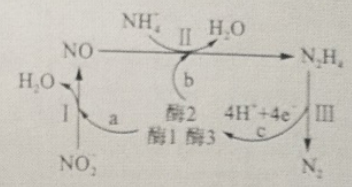 NH₄⁺ II H₂O
NO N₂H₄
H₂O b
I a 酶2 4H⁺+4e⁻ III
酶1 酶3 c
NO₂⁻ N₂